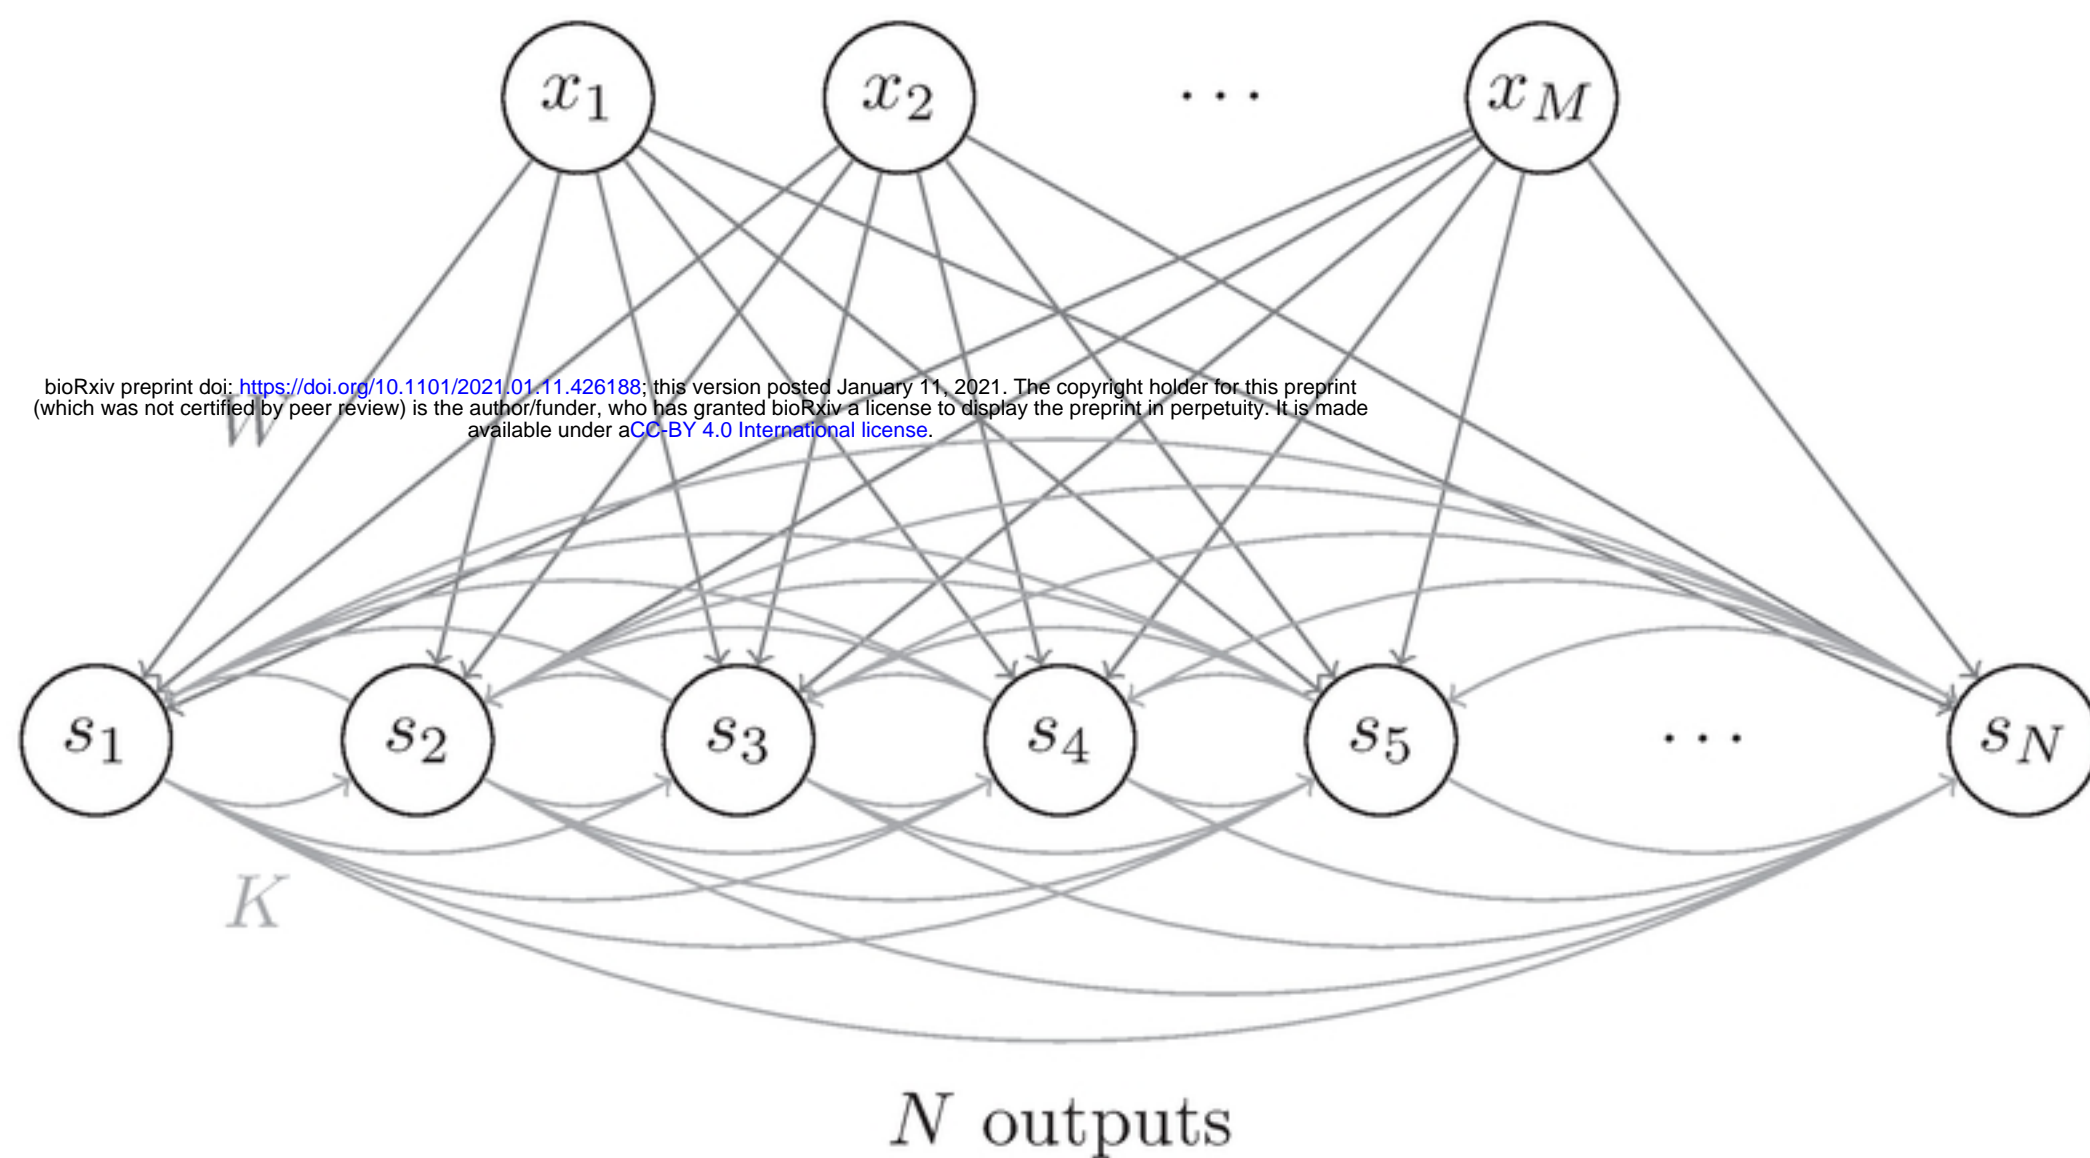 x₁ x₂ ... x_M
bioRxiv preprint doi: https://doi.org/10.1101/2021.01.11.426188; this version posted January 11, 2021. The copyright holder for this preprint
(which was not certified by peer review) is the author/funder, who has granted bioRxiv a license to display the preprint in perpetuity. It is made
available under aCC-BY 4.0 International license.
W
s₁ s₂ s₃ s₄ s₅ ... s_N
K
N outputs